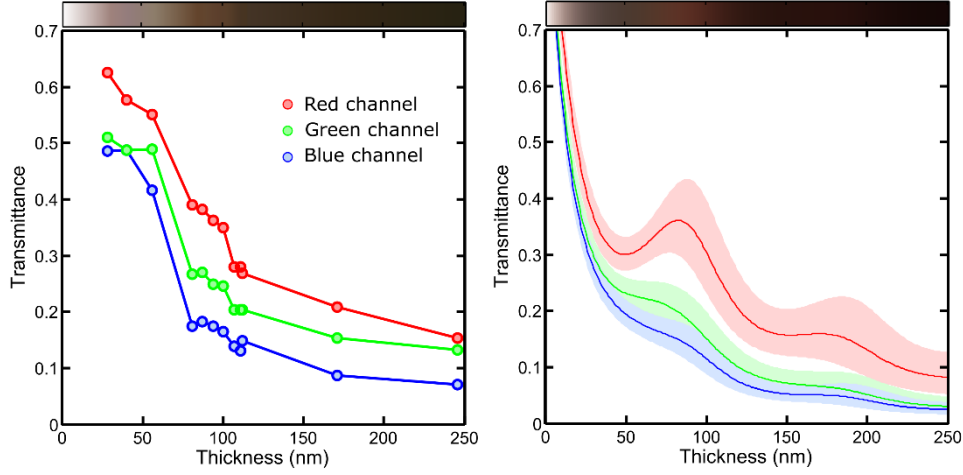 0.7
0.6
0.5
0.4
0.3
0.2
0.1
0
Transmittance
Red channel
Green channel
Blue channel
0 50 100 150 200 250
Thickness (nm)
0.7
0.6
0.5
0.4
0.3
0.2
0.1
0
Transmittance
50 100 150 200 250
Thickness (nm)